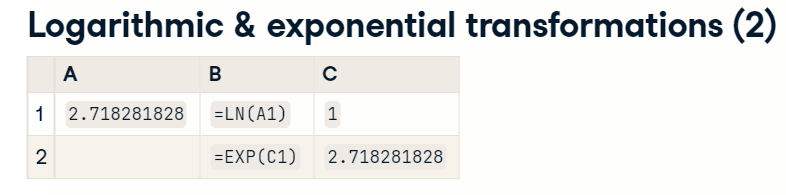 Logarithmic & exponential transformations (2)
A B C
1 2.718281828 =LN(A1) 1
2 =EXP(C1) 2.718281828